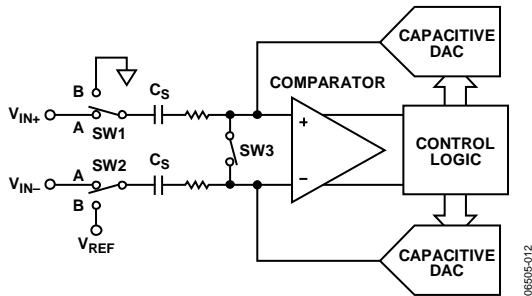 CAPACITIVE
DAC
COMPARATOR
B
CS
VIN+
A
SW1
+
SW3
CONTROL
LOGIC
SW2
CS
VIN–
A
–
B
VREF
CAPACITIVE
DAC
06505-012